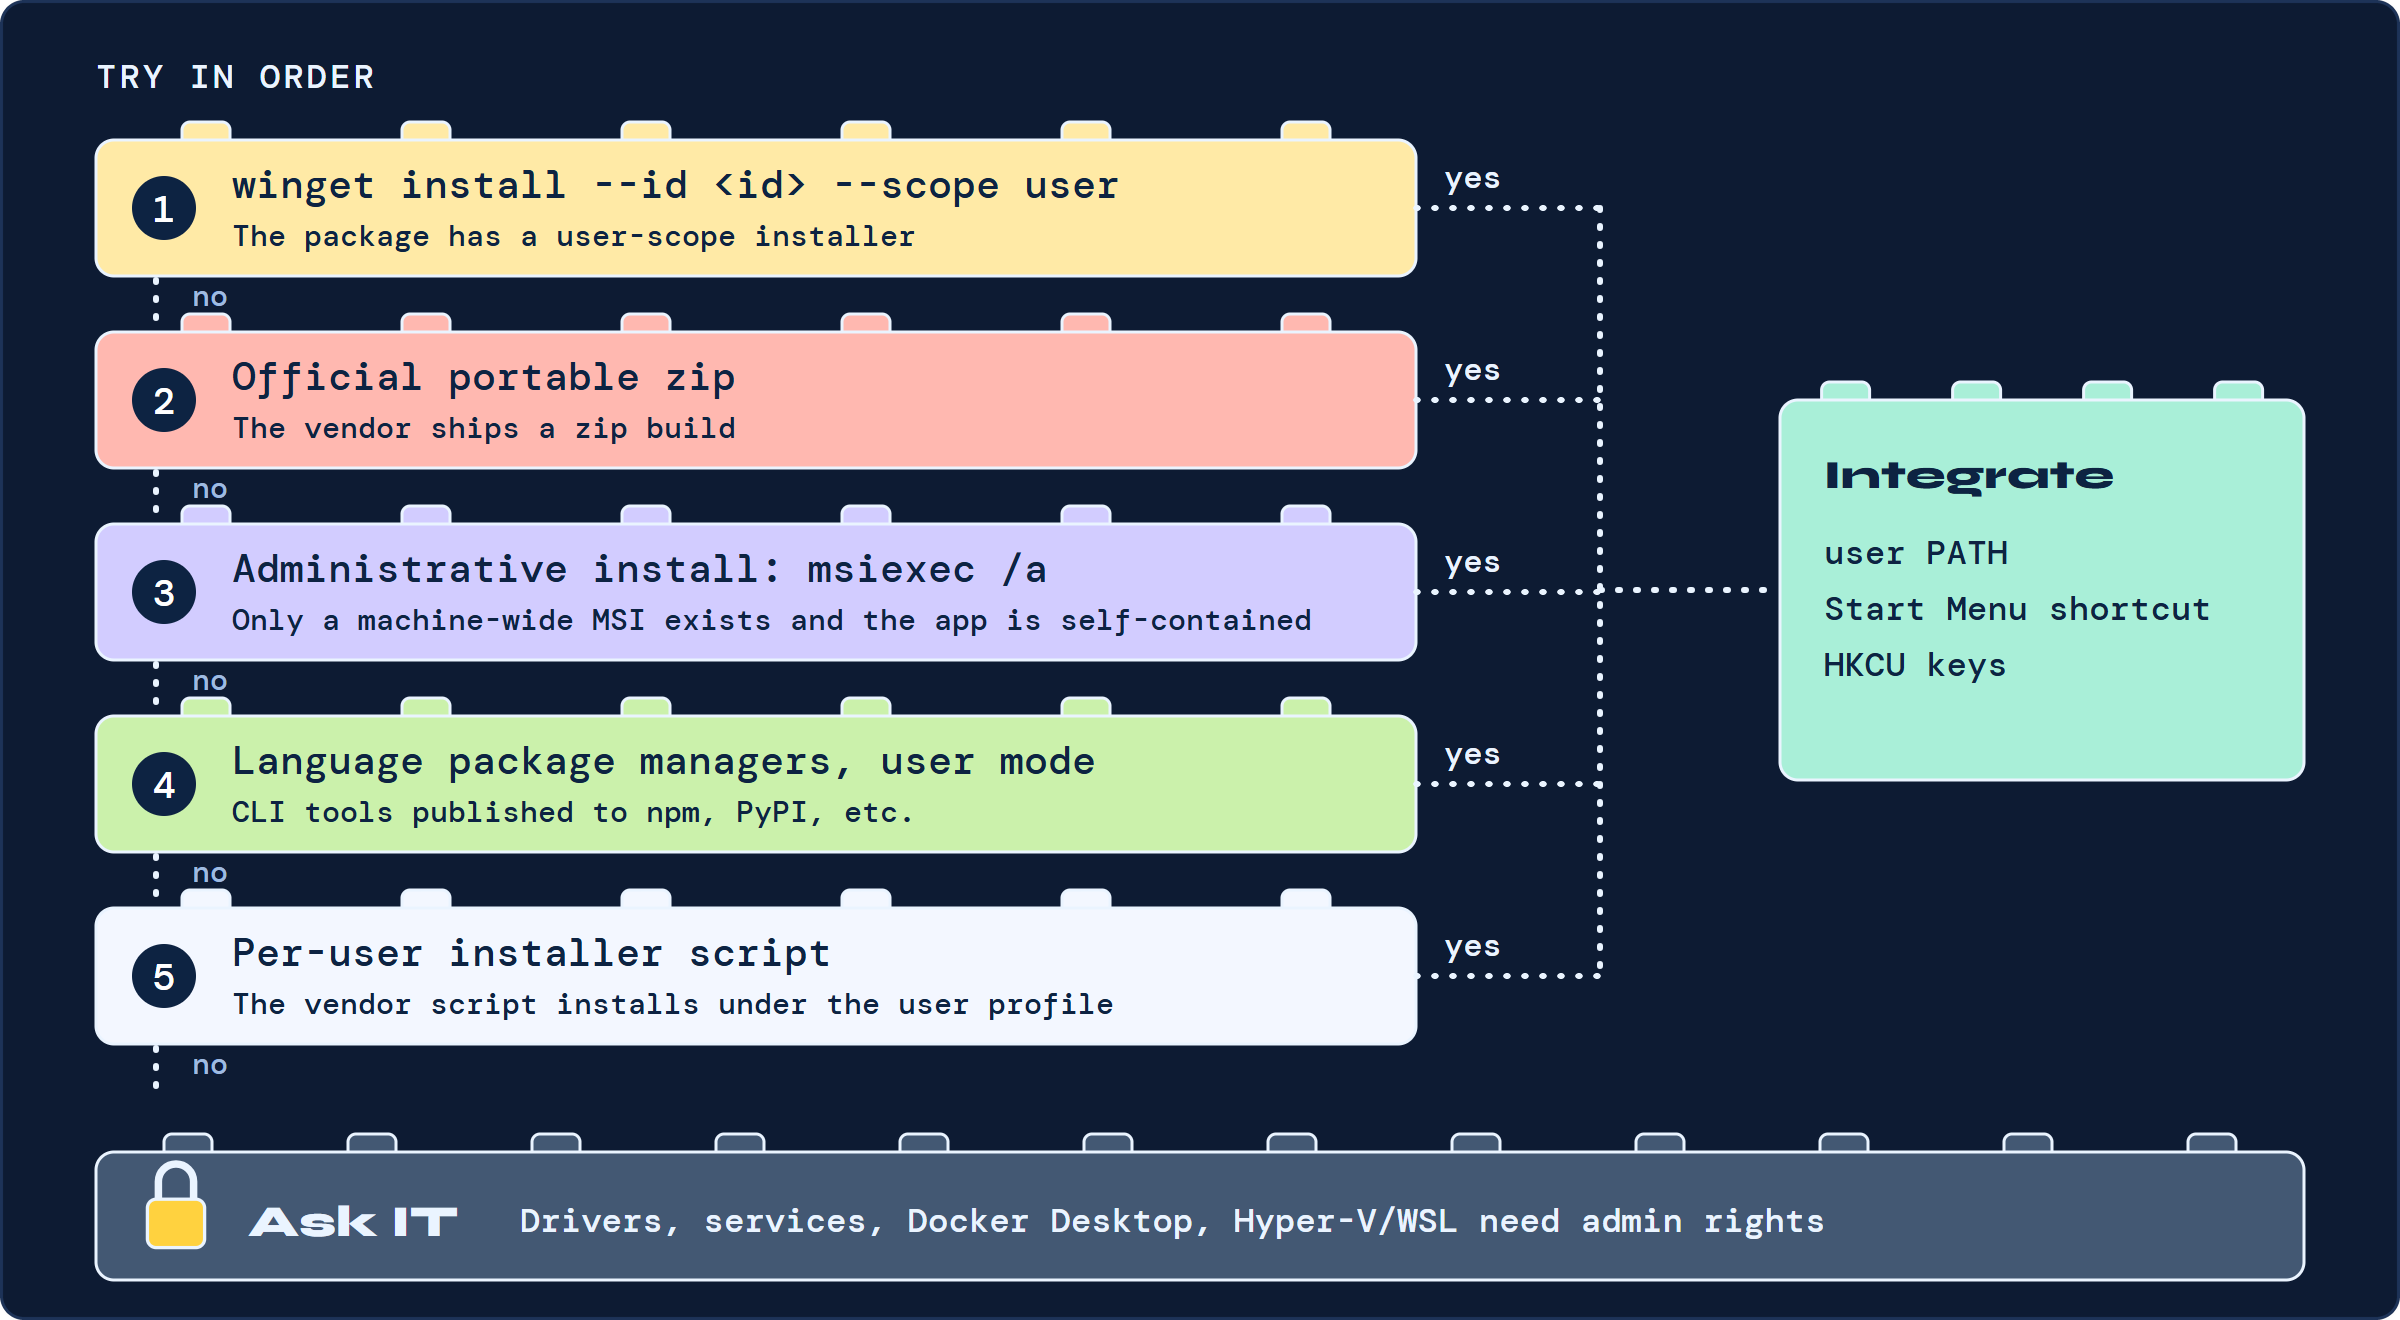 TRY IN ORDER
1
winget install --id <id> --scope user
The package has a user-scope installer
yes
no
2
Official portable zip
The vendor ships a zip build
yes
no
3
Administrative install: msiexec /a
Only a machine-wide MSI exists and the app is self-contained
yes
no
4
Language package managers, user mode
CLI tools published to npm, PyPI, etc.
yes
no
5
Per-user installer script
The vendor script installs under the user profile
yes
no
Integrate
user PATH
Start Menu shortcut
HKCU keys
Ask IT
Drivers, services, Docker Desktop, Hyper-V/WSL need admin rights